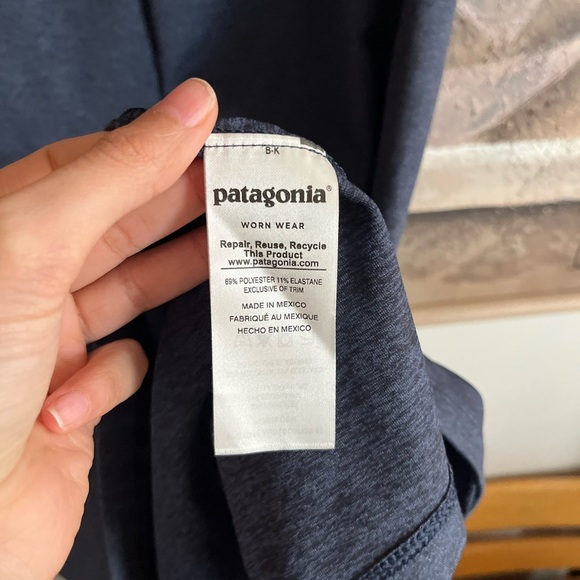 B-K
patagonia®
WORN WEAR
Repair, Reuse, Recycle
This Product
www.patagonia.com
89% POLYESTER 11% ELASTANE
EXCLUSIVE OF TRIM
MADE IN MEXICO
FABRIQUÉ AU MEXIQUE
HECHO EN MEXICO